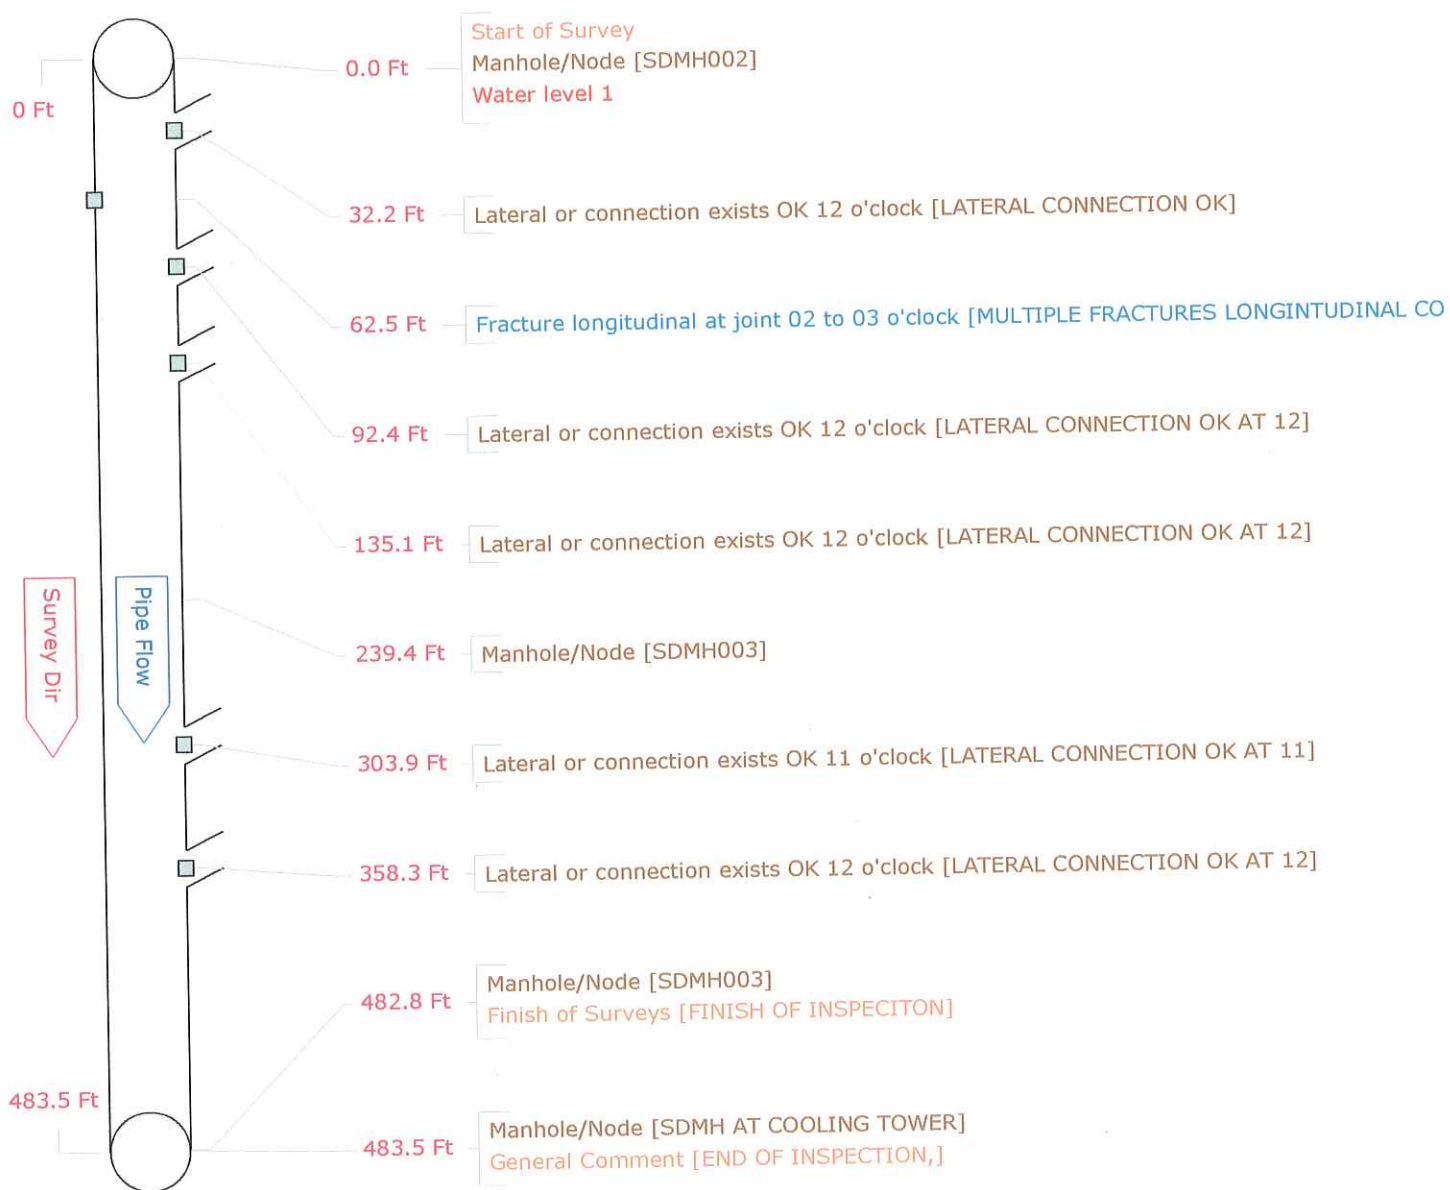 Start of Survey
0.0 Ft
Manhole/Node [SDMH002]
Water level 1
0 Ft
32.2 Ft
Lateral or connection exists OK 12 o'clock [LATERAL CONNECTION OK]
62.5 Ft
Fracture longitudinal at joint 02 to 03 o'clock [MULTIPLE FRACTURES LONGINTUDINAL CO
92.4 Ft
Lateral or connection exists OK 12 o'clock [LATERAL CONNECTION OK AT 12]
135.1 Ft
Lateral or connection exists OK 12 o'clock [LATERAL CONNECTION OK AT 12]
Survey Dir
Pipe Flow
239.4 Ft
Manhole/Node [SDMH003]
303.9 Ft
Lateral or connection exists OK 11 o'clock [LATERAL CONNECTION OK AT 11]
358.3 Ft
Lateral or connection exists OK 12 o'clock [LATERAL CONNECTION OK AT 12]
482.8 Ft
Manhole/Node [SDMH003]
Finish of Surveys [FINISH OF INSPECITON]
483.5 Ft
483.5 Ft
Manhole/Node [SDMH AT COOLING TOWER]
General Comment [END OF INSPECTION,]